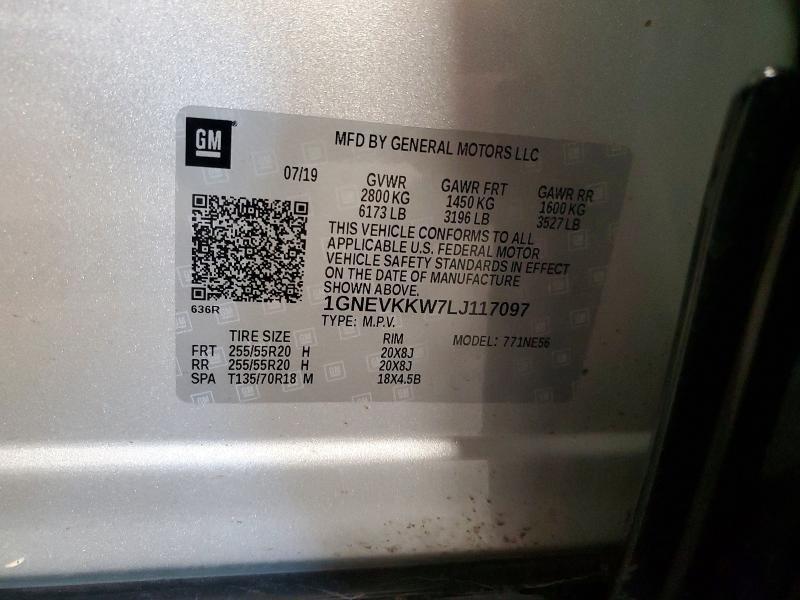 GM
MFD BY GENERAL MOTORS LLC
07/19
GVWR GAWR FRT GAWR RR
2800 KG 1450 KG 1600 KG
6173 LB 3196 LB 3527 LB
THIS VEHICLE CONFORMS TO ALL
APPLICABLE U.S. FEDERAL MOTOR
VEHICLE SAFETY STANDARDS IN EFFECT
ON THE DATE OF MANUFACTURE
SHOWN ABOVE.
636R
1GNEVKKW7LJ117097
TYPE: M.P.V.
TIRE SIZE RIM MODEL: 771NE56
FRT 255/55R20 H 20X8J
RR 255/55R20 H 20X8J
SPA T135/70R18 M 18X4.5B